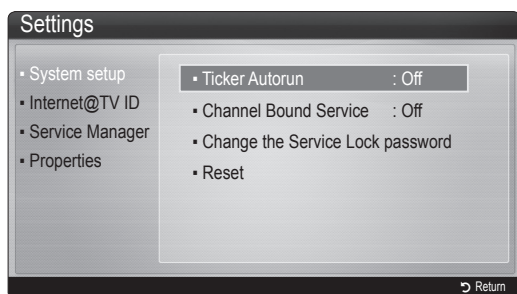 Settings
▪ System setup
▪ Internet@TV ID
▪ Service Manager
▪ Properties
▪ Ticker Autorun : Off
▪ Channel Bound Service : Off
▪ Change the Service Lock password
▪ Reset
Return